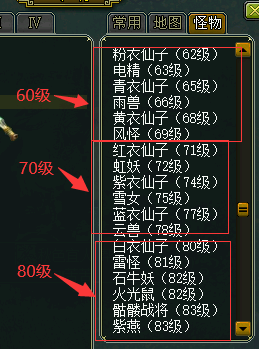 Ⅳ
常用 地图 怪物
粉衣仙子（62级）
电精（63级）
青衣仙子（65级）
雨兽（66级）
黄衣仙子（68级）
风怪（69级）
红衣仙子（71级）
虹妖（72级）
紫衣仙子（74级）
雪女（75级）
蓝衣仙子（77级）
云兽（78级）
白衣仙子（80级）
雷怪（81级）
石牛妖（82级）
火光鼠（82级）
骷髅战将（83级）
紫燕（83级）
60级
70级
80级